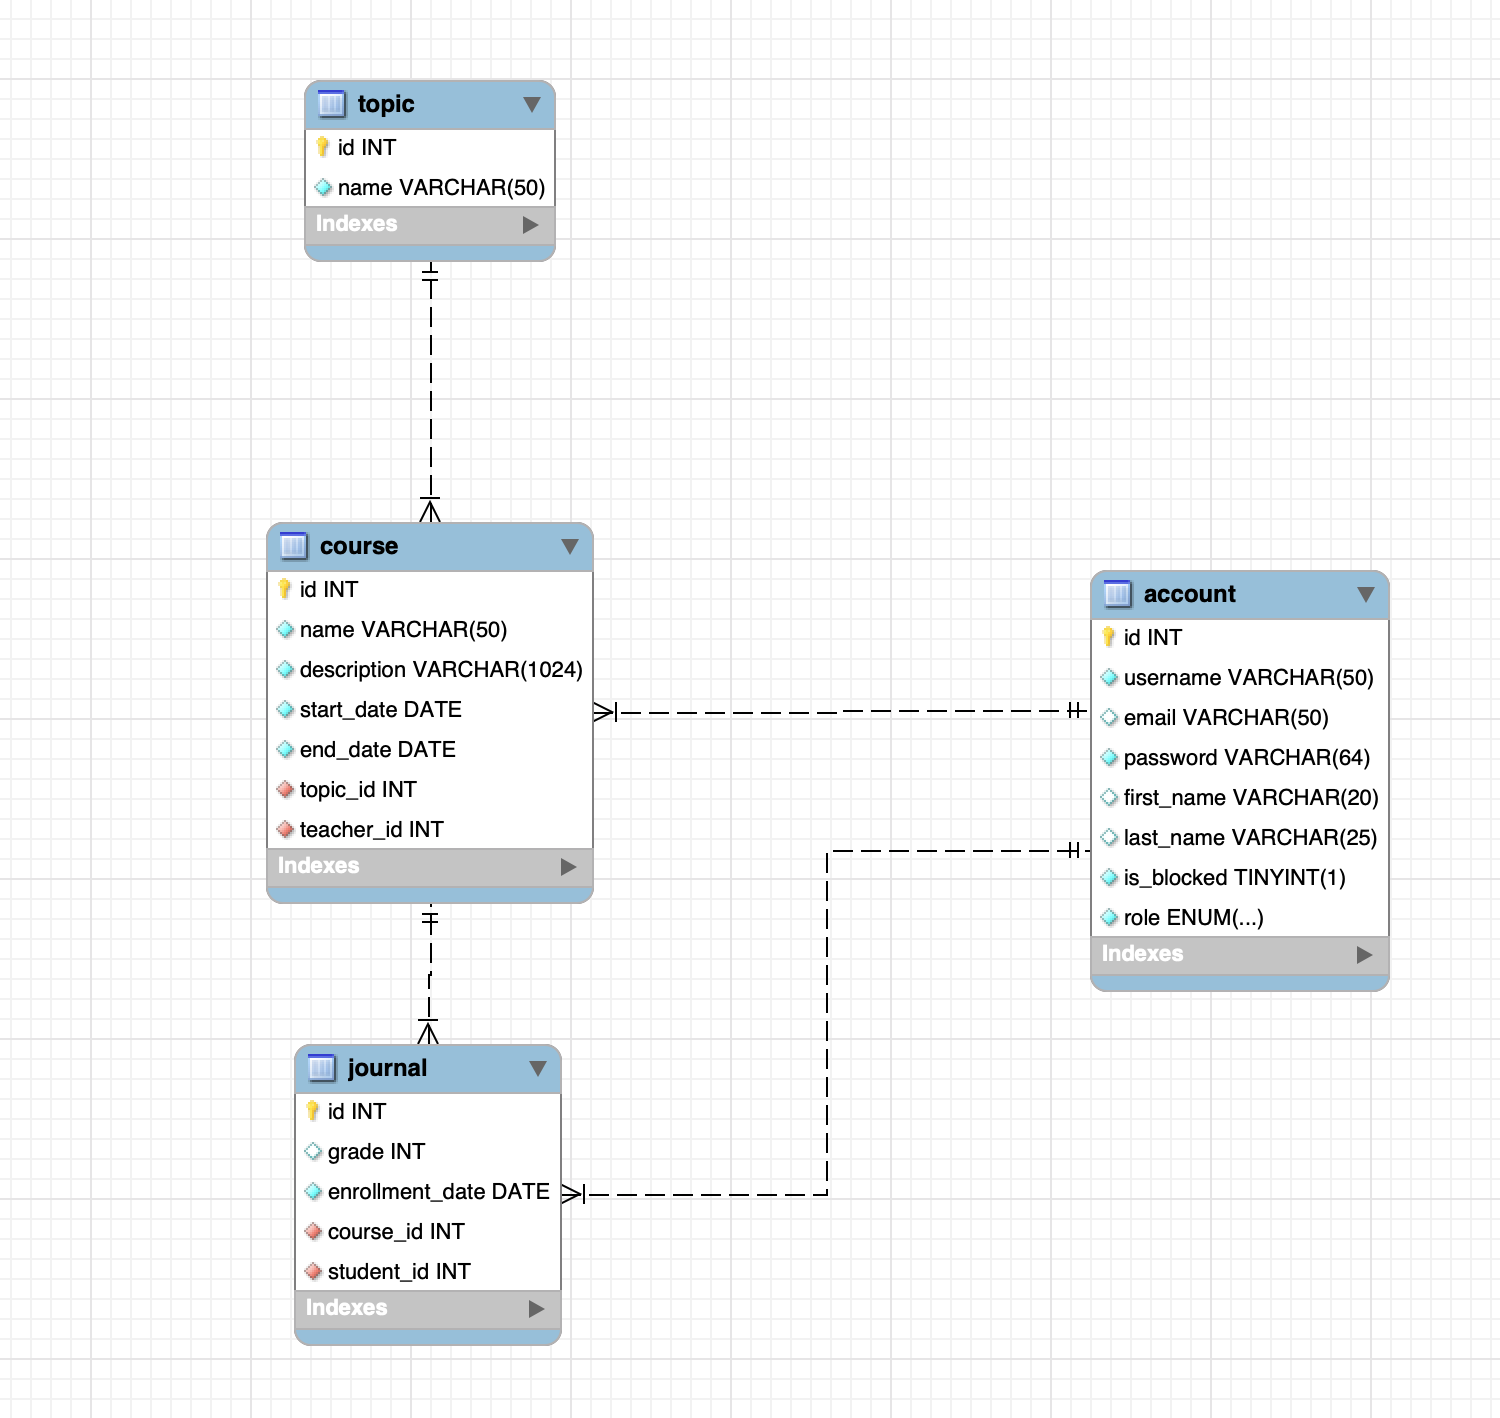 topic
id INT
name VARCHAR(50)
Indexes
course
id INT
name VARCHAR(50)
description VARCHAR(1024)
start_date DATE
end_date DATE
topic_id INT
teacher_id INT
Indexes
account
id INT
username VARCHAR(50)
email VARCHAR(50)
password VARCHAR(64)
first_name VARCHAR(20)
last_name VARCHAR(25)
is_blocked TINYINT(1)
role ENUM(...)
Indexes
journal
id INT
grade INT
enrollment_date DATE
course_id INT
student_id INT
Indexes